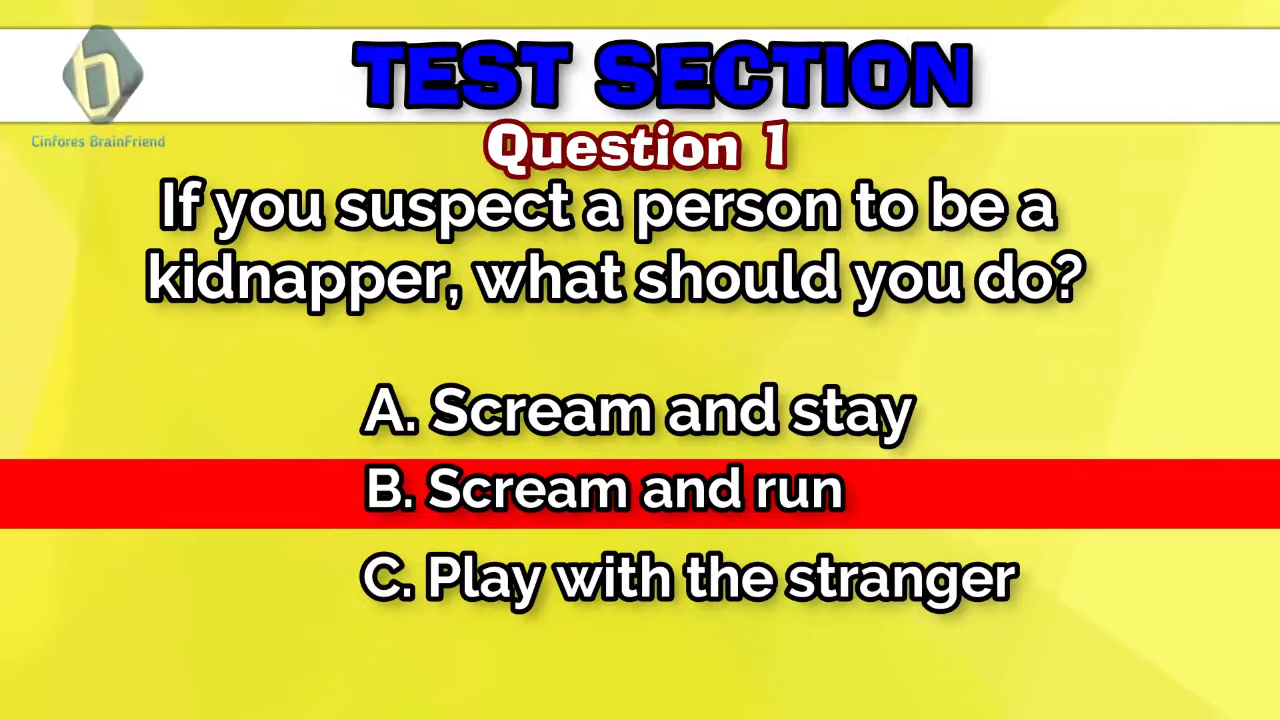 TEST SECTION
Cinfores BrainFriend
Question 1
If you suspect a person to be a
kidnapper, what should you do?
A. Scream and stay
B. Scream and run
C. Play with the stranger